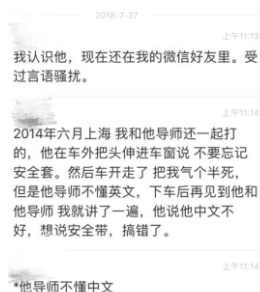 2018-7-27
上午11:13
我认识他，现在还在我的微信好友里。受
过言语骚扰。
上午11:14
2014年六月上海 我和他导师还一起打
的，他在车外把头伸进车窗说 不要忘记
安全套。然后车开走了 把我气个半死，
但是他导师不懂英文，下车后再见到他和
他导师 我就讲了一遍，他说他中文不
好，想说安全带，搞错了。
上午11:14
*他导师不懂中文